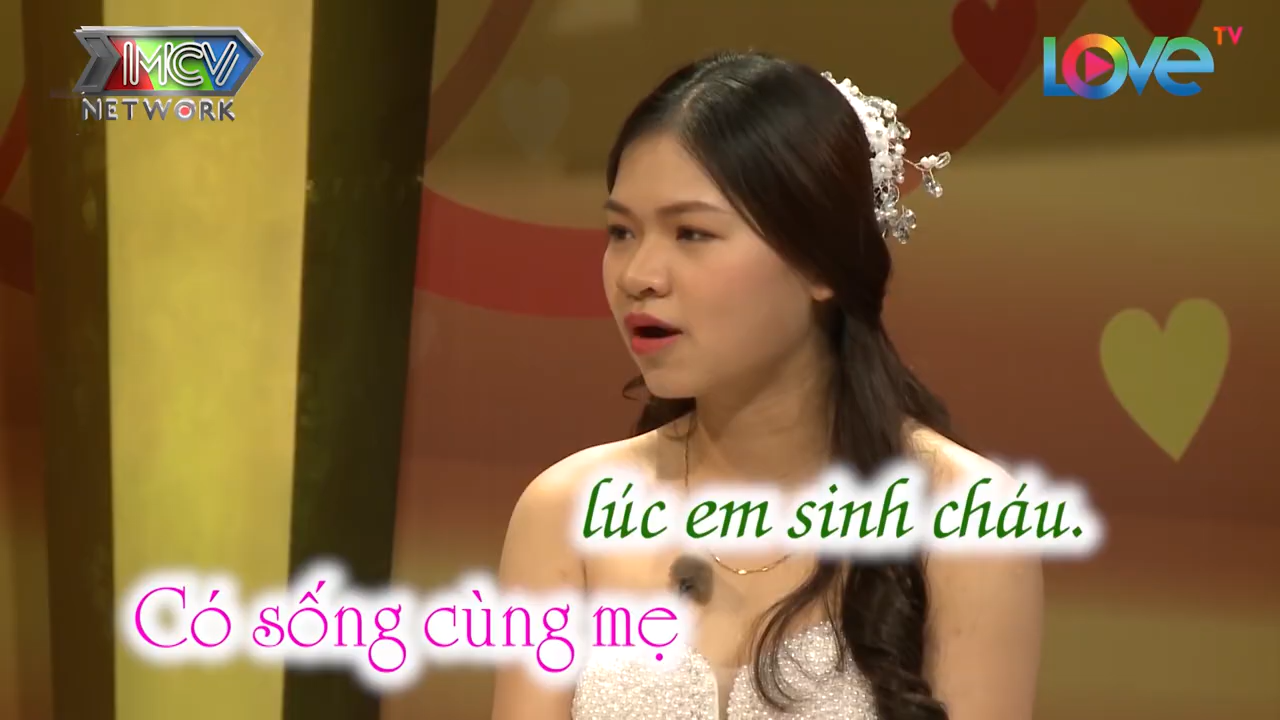 MCV
NETWORK
LOVE TV
lúc em sinh cháu.
Có sống cùng mẹ